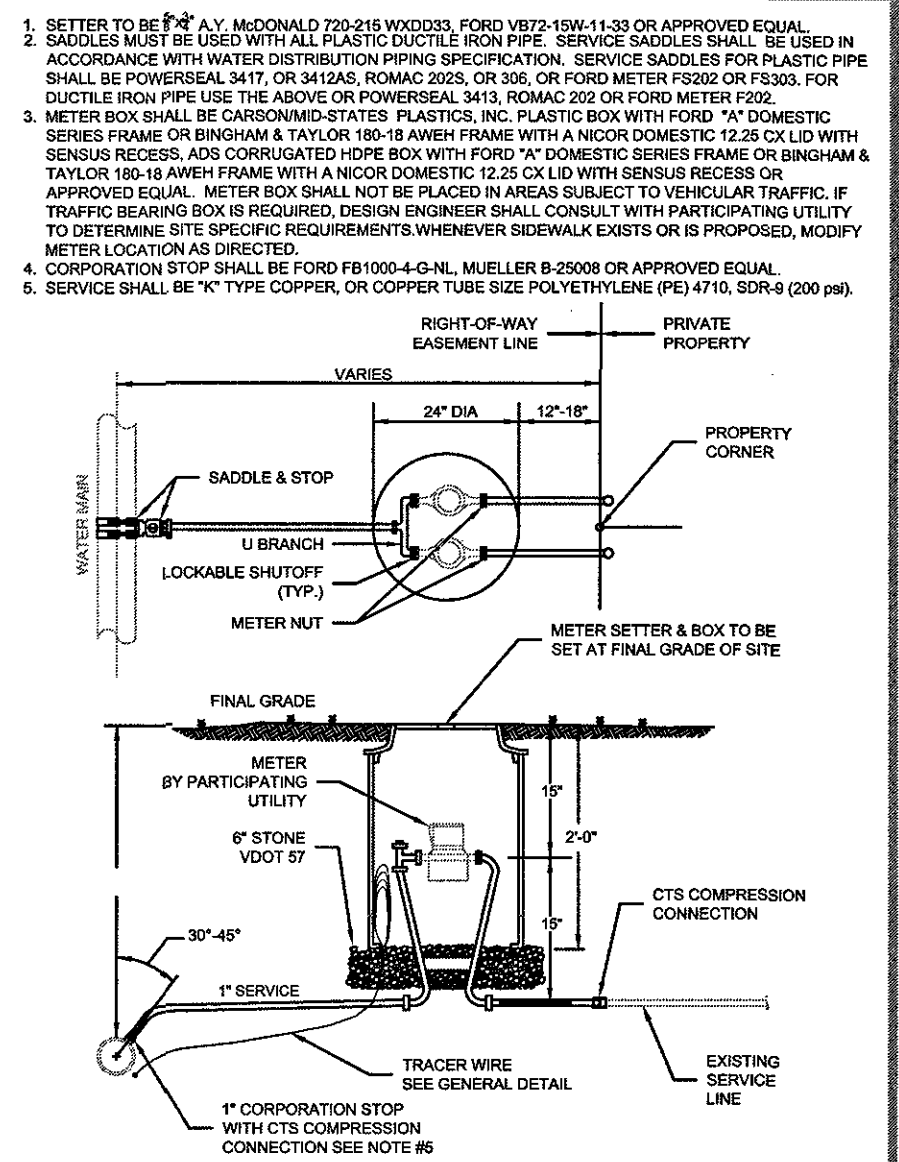 1. SETTER TO BE A.Y. McDONALD 720-215 WXDD33, FORD VB72-15W-11-33 OR APPROVED EQUAL.
2. SADDLES MUST BE USED WITH ALL PLASTIC DUCTILE IRON PIPE. SERVICE SADDLES SHALL BE USED IN
ACCORDANCE WITH WATER DISTRIBUTION PIPING SPECIFICATION. SERVICE SADDLES FOR PLASTIC PIPE
SHALL BE POWERSEAL 3417, OR 3412AS, ROMAC 202S, OR 306, OR FORD METER FS202 OR FS303. FOR
DUCTILE IRON PIPE USE THE ABOVE OR POWERSEAL 3413, ROMAC 202 OR FORD METER F202.
3. METER BOX SHALL BE CARSON/MID-STATES PLASTICS, INC. PLASTIC BOX WITH FORD "A" DOMESTIC
SERIES FRAME OR BINGHAM & TAYLOR 180-18 AWEH FRAME WITH A NICOR DOMESTIC 12.25 CX LID WITH
SENSUS RECESS, ADS CORRUGATED HDPE BOX WITH FORD "A" DOMESTIC SERIES FRAME OR BINGHAM &
TAYLOR 180-18 AWEH FRAME WITH A NICOR DOMESTIC 12.25 CX LID WITH SENSUS RECESS OR
APPROVED EQUAL. METER BOX SHALL NOT BE PLACED IN AREAS SUBJECT TO VEHICULAR TRAFFIC. IF
TRAFFIC BEARING BOX IS REQUIRED, DESIGN ENGINEER SHALL CONSULT WITH PARTICIPATING UTILITY
TO DETERMINE SITE SPECIFIC REQUIREMENTS.WHENEVER SIDEWALK EXISTS OR IS PROPOSED, MODIFY
METER LOCATION AS DIRECTED.
4. CORPORATION STOP SHALL BE FORD FB1000-4-G-NL, MUELLER B-25008 OR APPROVED EQUAL.
5. SERVICE SHALL BE "K" TYPE COPPER, OR COPPER TUBE SIZE POLYETHYLENE (PE) 4710, SDR-9 (200 psi).
RIGHT-OF-WAY
EASEMENT LINE
PRIVATE
PROPERTY
VARIES
24" DIA
12"-18"
PROPERTY
CORNER
SADDLE & STOP
WATER MAIN
U BRANCH
LOCKABLE SHUTOFF
(TYP.)
METER NUT
METER SETTER & BOX TO BE
SET AT FINAL GRADE OF SITE
FINAL GRADE
METER
BY PARTICIPATING
UTILITY
15"
2'-0"
6" STONE
VDOT 57
CTS COMPRESSION
CONNECTION
15"
30°-45°
1" SERVICE
TRACER WIRE
SEE GENERAL DETAIL
EXISTING
SERVICE
LINE
1" CORPORATION STOP
WITH CTS COMPRESSION
CONNECTION SEE NOTE #5